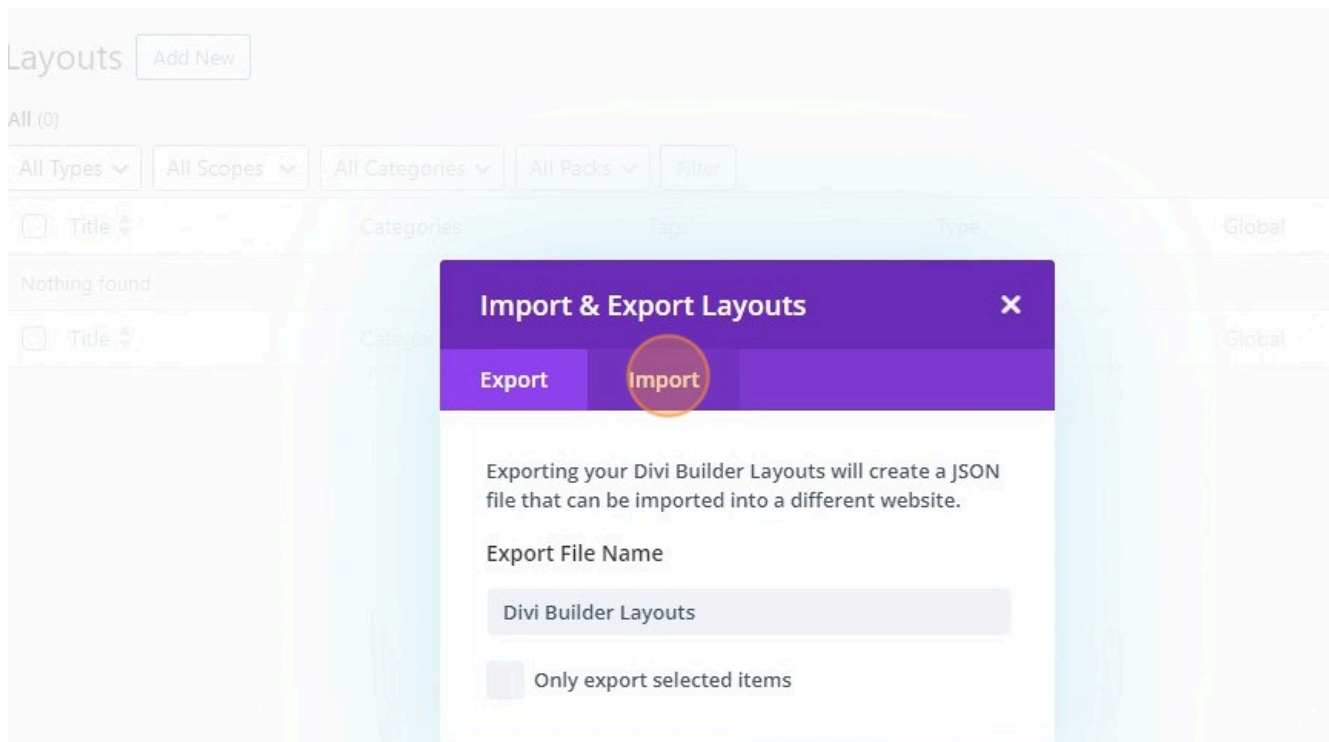 Layouts Add New
All (0)
All Types All Scopes All Categories All Packs Filter
Title Categories Tags Type Global
Nothing found
Title Global
Import & Export Layouts
Export Import
Exporting your Divi Builder Layouts will create a JSON
file that can be imported into a different website.
Export File Name
Divi Builder Layouts
Only export selected items